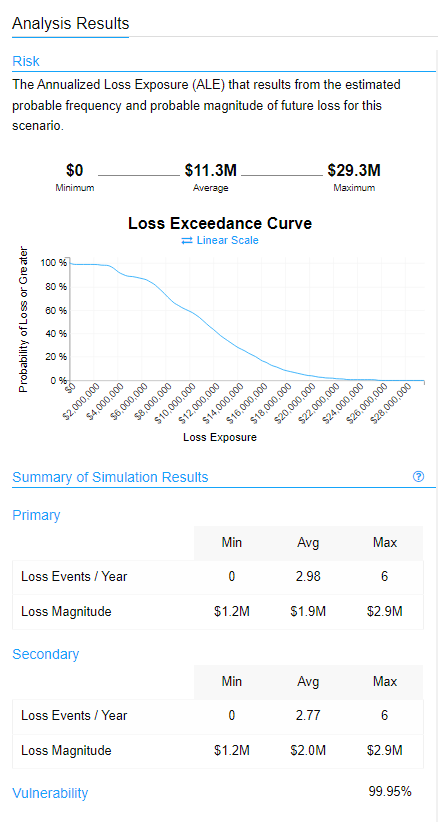 Analysis Results
Risk
The Annualized Loss Exposure (ALE) that results from the estimated
probable frequency and probable magnitude of future loss for this
scenario.
$0 $11.3M $29.3M
Minimum Average Maximum
Loss Exceedance Curve
⇄ Linear Scale
Probability of Loss or Greater
100 %
80 %
60 %
40 %
20 %
0 %
$0 $2,000,000 $4,000,000 $6,000,000 $8,000,000 $10,000,000 $12,000,000 $14,000,000 $16,000,000 $18,000,000 $20,000,000 $22,000,000 $24,000,000 $26,000,000 $28,000,000
Loss Exposure
Summary of Simulation Results ?
Primary
Min Avg Max
Loss Events / Year 0 2.98 6
Loss Magnitude $1.2M $1.9M $2.9M
Secondary
Min Avg Max
Loss Events / Year 0 2.77 6
Loss Magnitude $1.2M $2.0M $2.9M
Vulnerability 99.95%